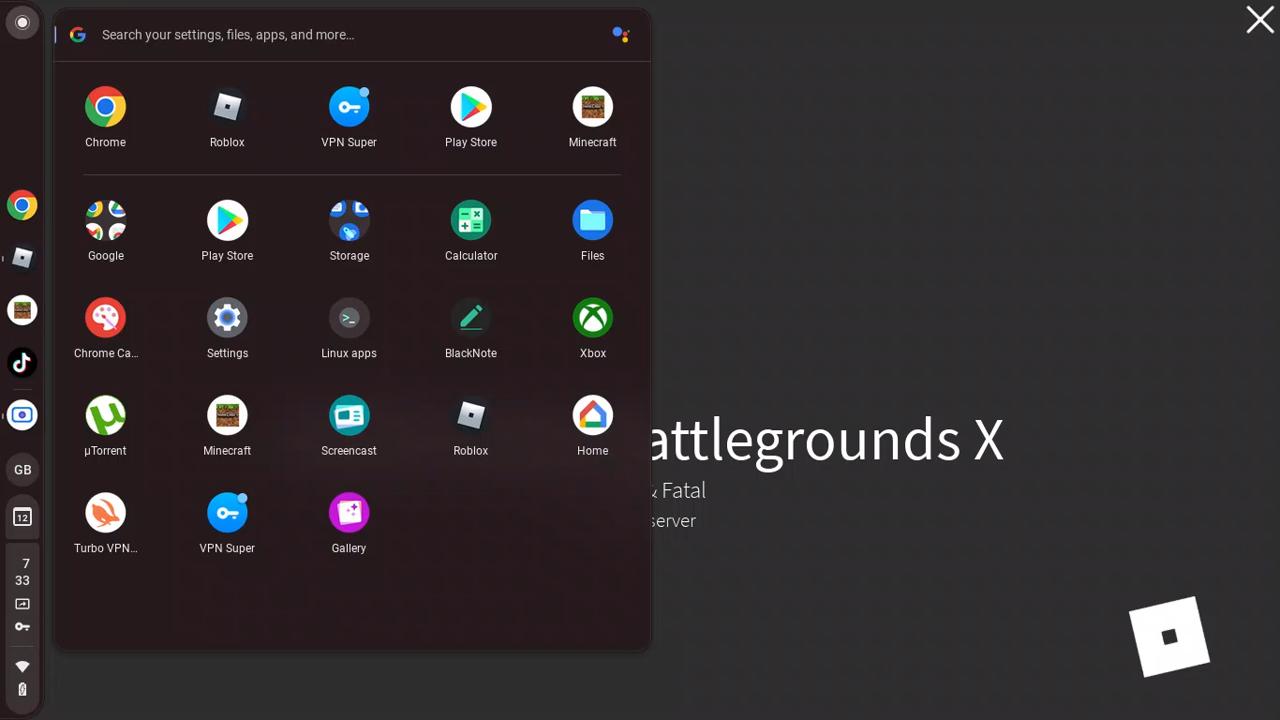 Search your settings, files, apps, and more...
Chrome
Roblox
VPN Super
Play Store
Minecraft
Google
Play Store
Storage
Calculator
Files
Chrome Ca...
Settings
Linux apps
BlackNote
Xbox
µTorrent
Minecraft
Screencast
Roblox
Home
Turbo VPN...
VPN Super
Gallery
GB
12
7
33
attlegrounds X
& Fatal
server